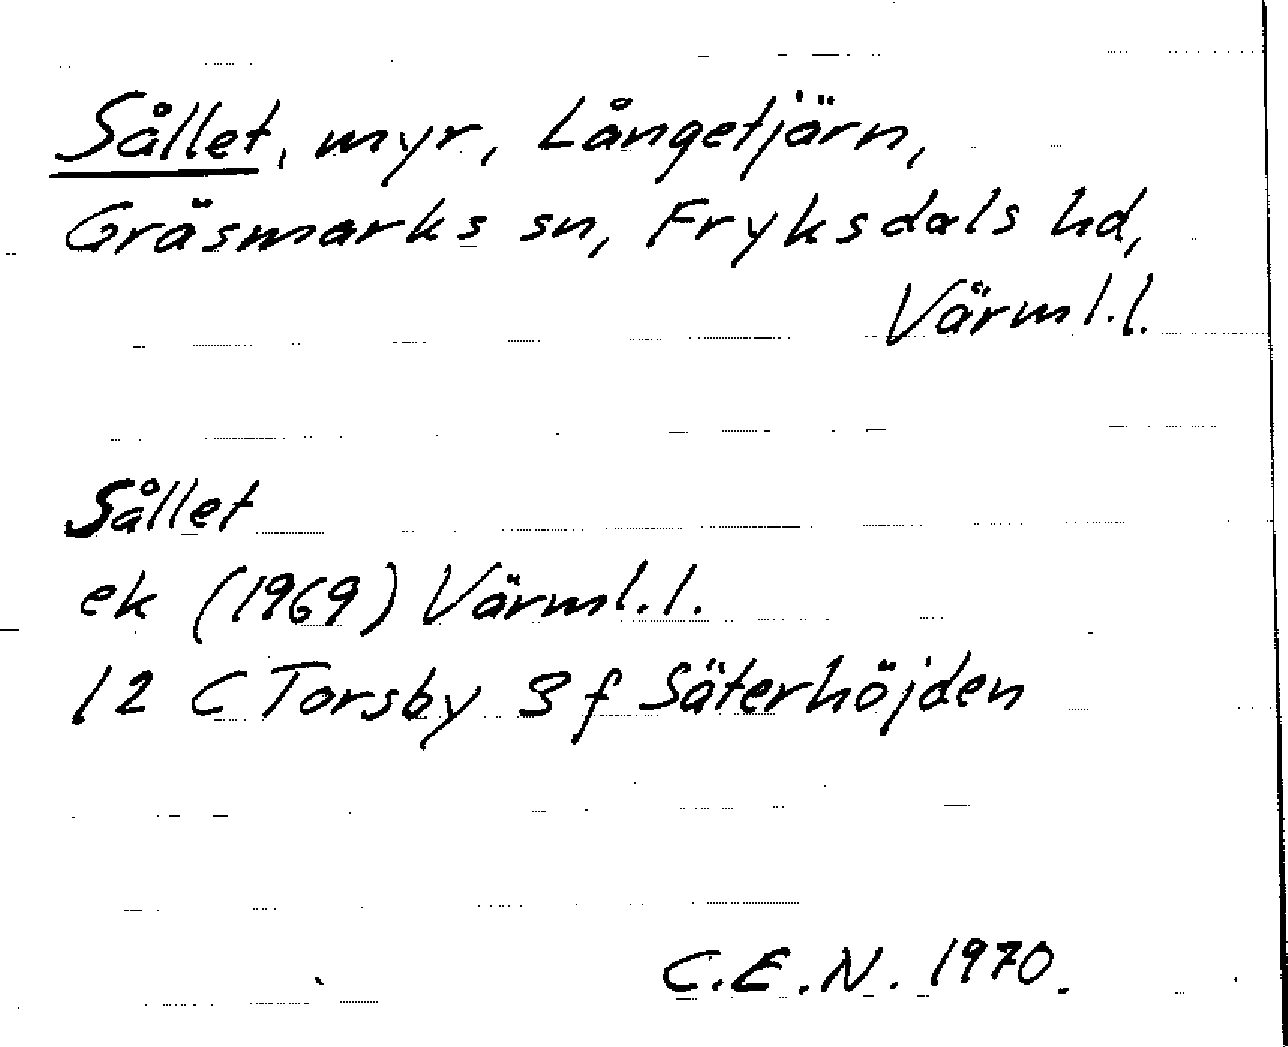 Sållet, myr, Långetjärn,
Gräsmarks sn, Fryksdals hd,
Värml.l.
Sållet
ek (1969) Värml.l.
12 C Torsby 3 f Säterhöjden
C.E.N. 1970.